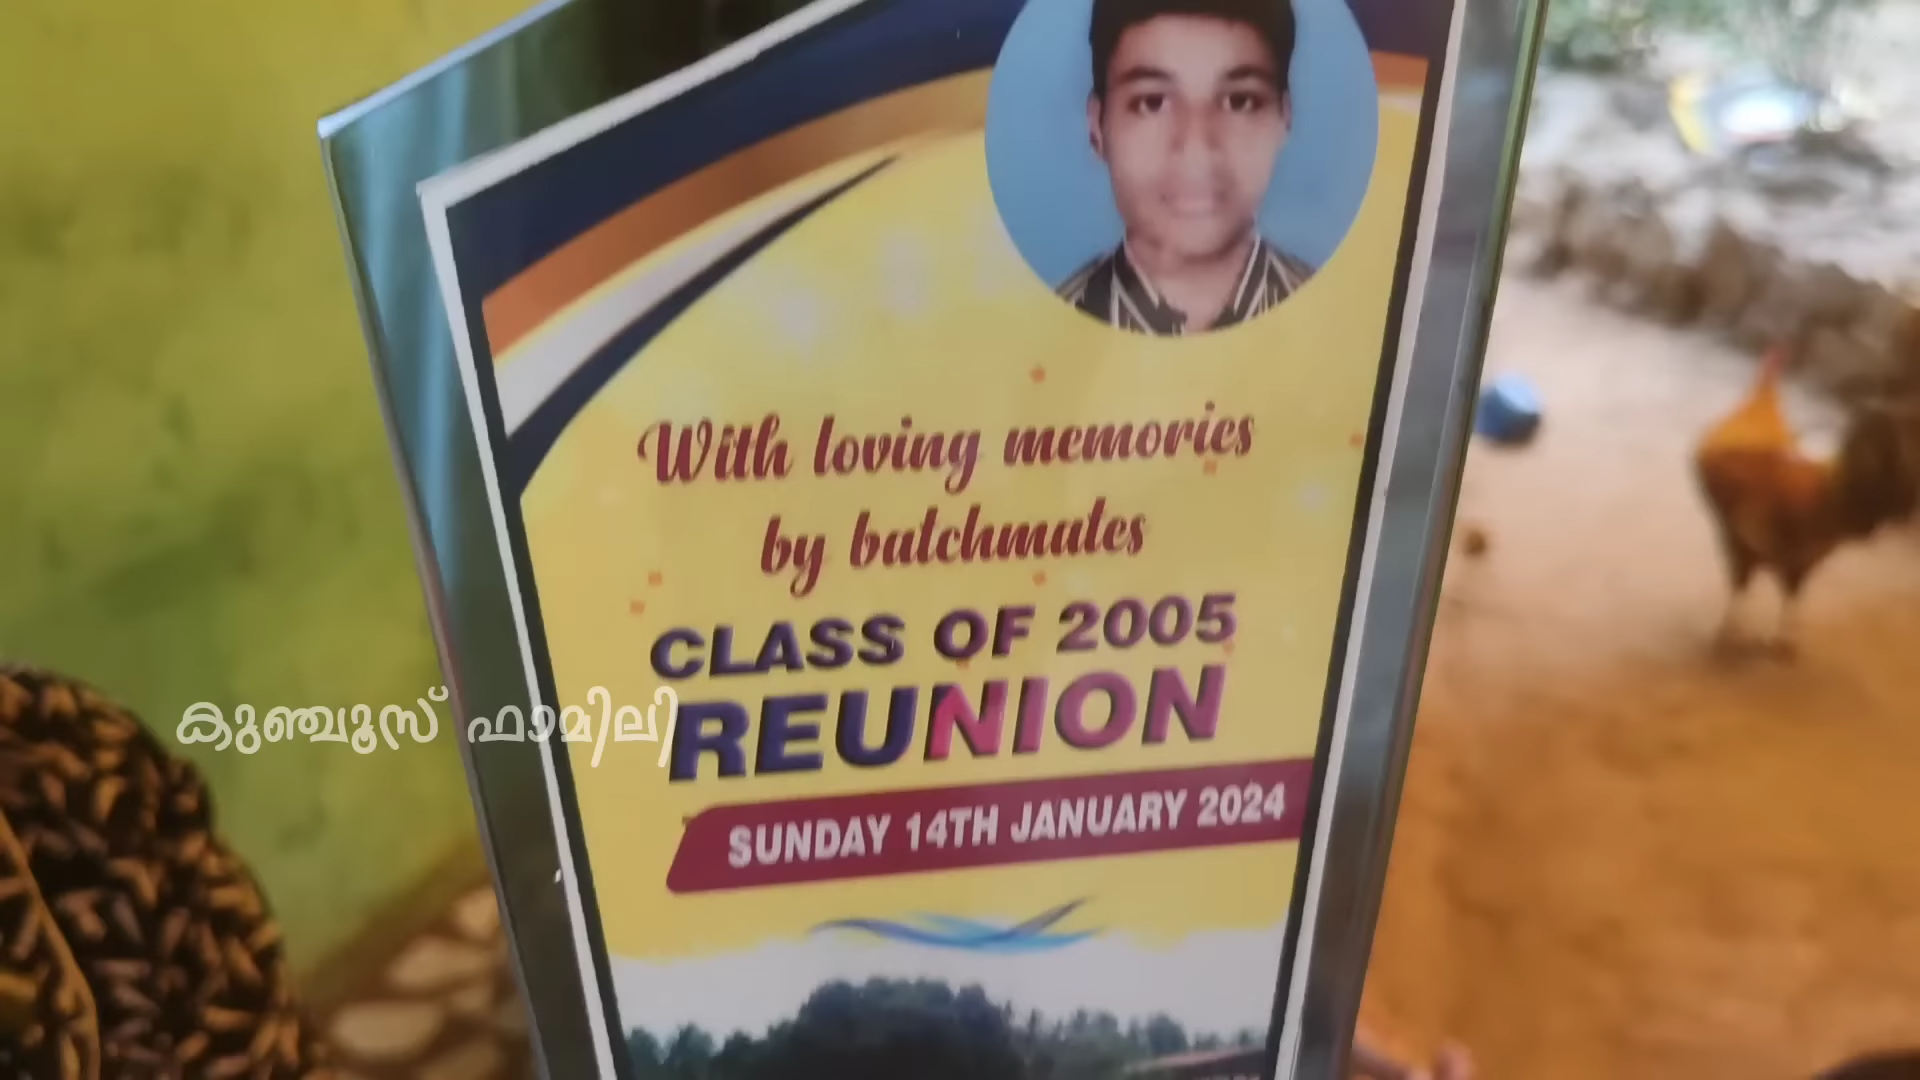 With loving memories
by batchmates
CLASS OF 2005
REUNION
SUNDAY 14TH JANUARY 2024
കുഞ്ചൂസ് ഫാമിലി